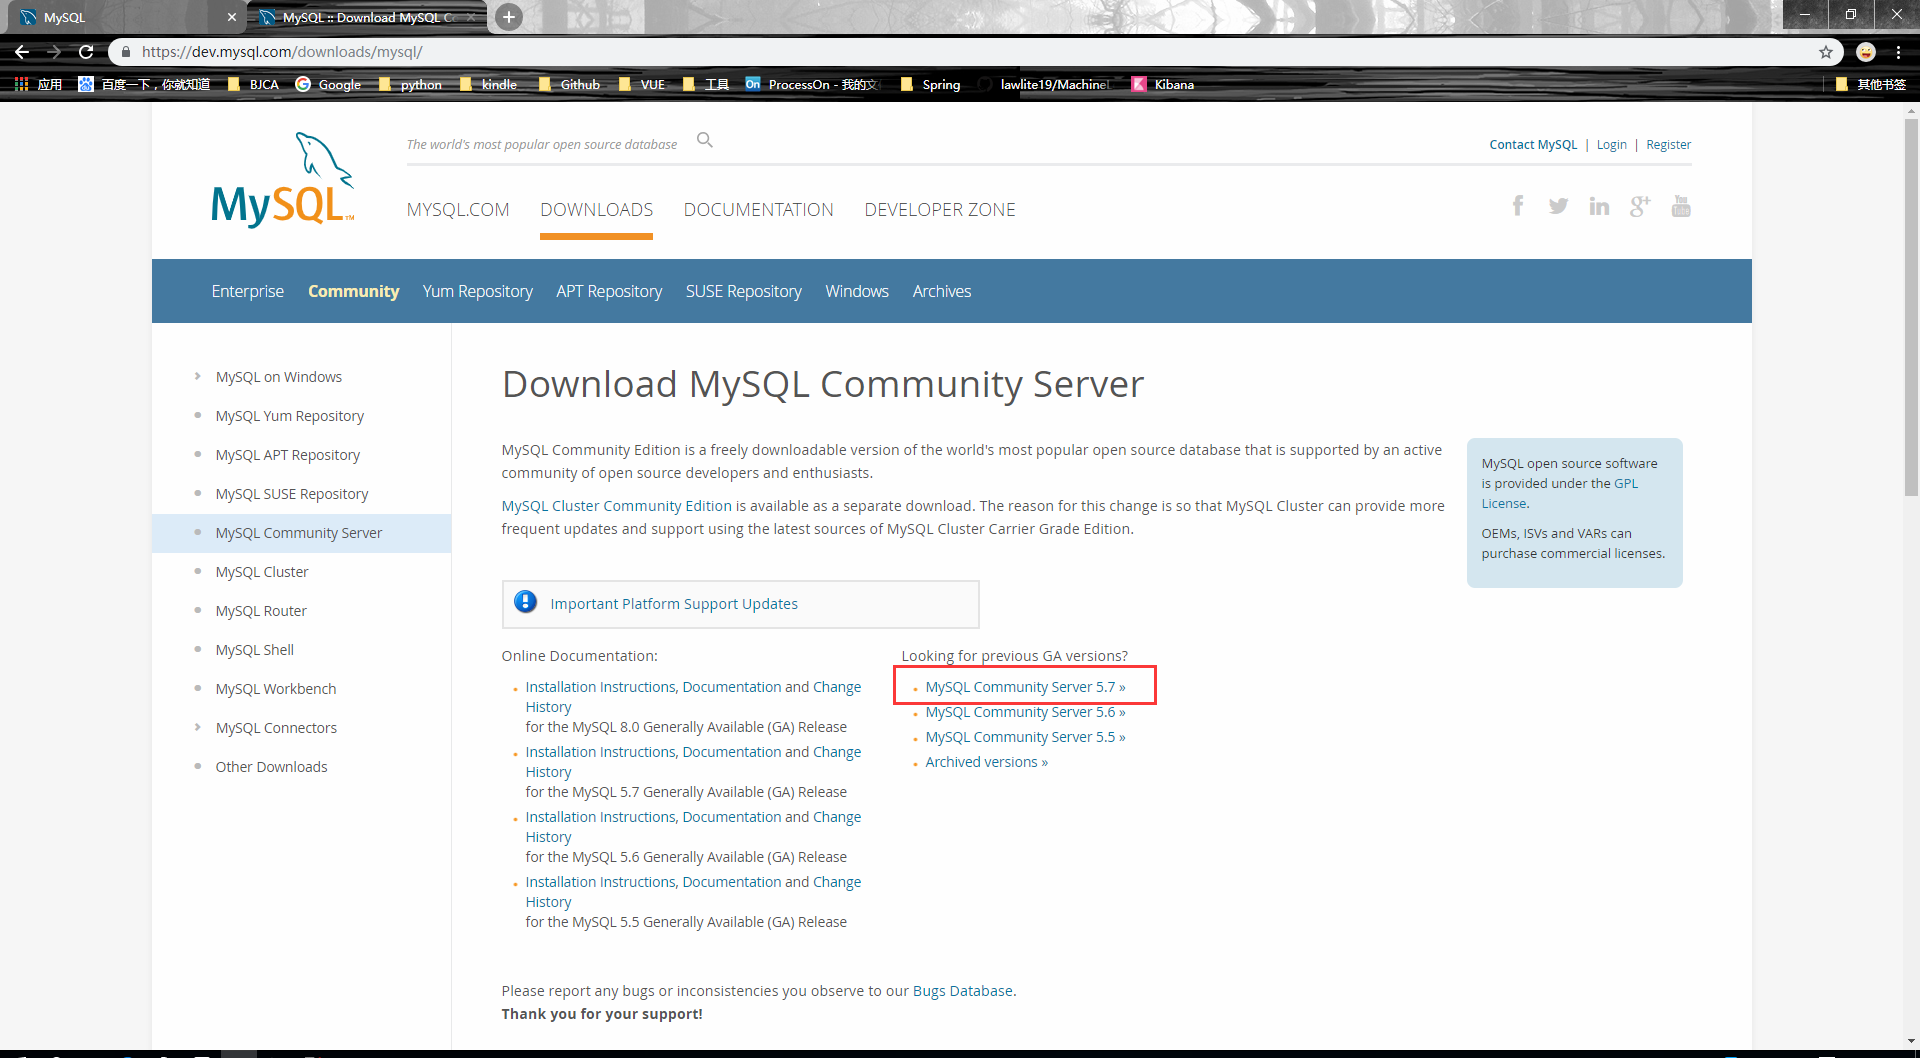 MySQL
MySQL :: Download MySQL C
https://dev.mysql.com/downloads/mysql/
应用 百度一下，你就知道 BJCA Google python kindle Github VUE 工具 ProcessOn - 我的文 Spring lawlite19/Machine Kibana 其他书签
The world's most popular open source database
Contact MySQL | Login | Register
MySQL™
MYSQL.COM DOWNLOADS DOCUMENTATION DEVELOPER ZONE
Enterprise Community Yum Repository APT Repository SUSE Repository Windows Archives
MySQL on Windows
MySQL Yum Repository
MySQL APT Repository
MySQL SUSE Repository
MySQL Community Server
MySQL Cluster
MySQL Router
MySQL Shell
MySQL Workbench
MySQL Connectors
Other Downloads
Download MySQL Community Server
MySQL Community Edition is a freely downloadable version of the world's most popular open source database that is supported by an active
community of open source developers and enthusiasts.
MySQL Cluster Community Edition is available as a separate download. The reason for this change is so that MySQL Cluster can provide more
frequent updates and support using the latest sources of MySQL Cluster Carrier Grade Edition.
MySQL open source software
is provided under the GPL
License.
OEMs, ISVs and VARs can
purchase commercial licenses.
Important Platform Support Updates
Online Documentation:
Installation Instructions, Documentation and Change
History
for the MySQL 8.0 Generally Available (GA) Release
Installation Instructions, Documentation and Change
History
for the MySQL 5.7 Generally Available (GA) Release
Installation Instructions, Documentation and Change
History
for the MySQL 5.6 Generally Available (GA) Release
Installation Instructions, Documentation and Change
History
for the MySQL 5.5 Generally Available (GA) Release
Looking for previous GA versions?
MySQL Community Server 5.7 »
MySQL Community Server 5.6 »
MySQL Community Server 5.5 »
Archived versions »
Please report any bugs or inconsistencies you observe to our Bugs Database.
Thank you for your support!